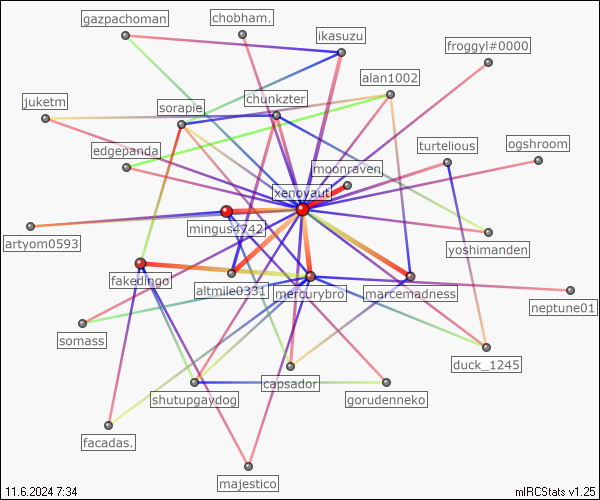 gazpachoman
chobham.
ikasuzu
froggyl#0000
alan1002
juketm
sorapie
chunkzter
turtelious
ogshroom
edgepanda
moonraven
xenoyaut
mingus4742
artyom0593
yoshimanden
fakedingo
altmile0331
mercurybro
marcemadness
neptune01
somass
duck_1245
shutupgaydog
capsador
gorudenneko
facadas.
majestico
11.6.2024 7:34
mIRCStats v1.25